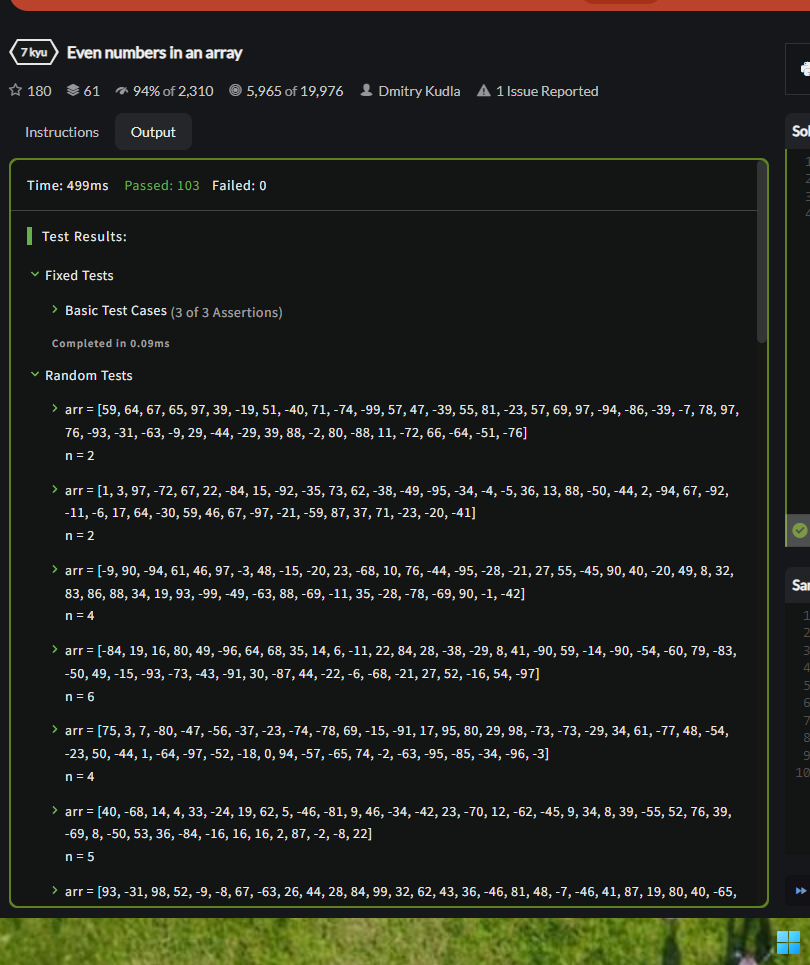 7 kyu Even numbers in an array
180 61 94% of 2,310 5,965 of 19,976 Dmitry Kudla 1 Issue Reported
Instructions Output
Time: 499ms Passed: 103 Failed: 0
Test Results:
Fixed Tests
Basic Test Cases (3 of 3 Assertions)
Completed in 0.09ms
Random Tests
arr = [59, 64, 67, 65, 97, 39, -19, 51, -40, 71, -74, -99, 57, 47, -39, 55, 81, -23, 57, 69, 97, -94, -86, -39, -7, 78, 97,
76, -93, -31, -63, -9, 29, -44, -29, 39, 88, -2, 80, -88, 11, -72, 66, -64, -51, -76]
n = 2
arr = [1, 3, 97, -72, 67, 22, -84, 15, -92, -35, 73, 62, -38, -49, -95, -34, -4, -5, 36, 13, 88, -50, -44, 2, -94, 67, -92,
-11, -6, 17, 64, -30, 59, 46, 67, -97, -21, -59, 87, 37, 71, -23, -20, -41]
n = 2
arr = [-9, 90, -94, 61, 46, 97, -3, 48, -15, -20, 23, -68, 10, 76, -44, -95, -28, -21, 27, 55, -45, 90, 40, -20, 49, 8, 32,
83, 86, 88, 34, 19, 93, -99, -49, -63, 88, -69, -11, 35, -28, -78, -69, 90, -1, -42]
n = 4
arr = [-84, 19, 16, 80, 49, -96, 64, 68, 35, 14, 6, -11, 22, 84, 28, -38, -29, 8, 41, -90, 59, -14, -90, -54, -60, 79, -83,
-50, 49, -15, -93, -73, -43, -91, 30, -87, 44, -22, -6, -68, -21, 27, 52, -16, 54, -97]
n = 6
arr = [75, 3, 7, -80, -47, -56, -37, -23, -74, -78, 69, -15, -91, 17, 95, 80, 29, 98, -73, -73, -29, 34, 61, -77, 48, -54,
-23, 50, -44, 1, -64, -97, -52, -18, 0, 94, -57, -65, 74, -2, -63, -95, -85, -34, -96, -3]
n = 4
arr = [40, -68, 14, 4, 33, -24, 19, 62, 5, -46, -81, 9, 46, -34, -42, 23, -70, 12, -62, -45, 9, 34, 8, 39, -55, 52, 76, 39,
-69, 8, -50, 53, 36, -84, -16, 16, 16, 2, 87, -2, -8, 22]
n = 5
arr = [93, -31, 98, 52, -9, -8, 67, -63, 26, 44, 28, 84, 99, 32, 62, 43, 36, -46, 81, 48, -7, -46, 41, 87, 19, 80, 40, -65,